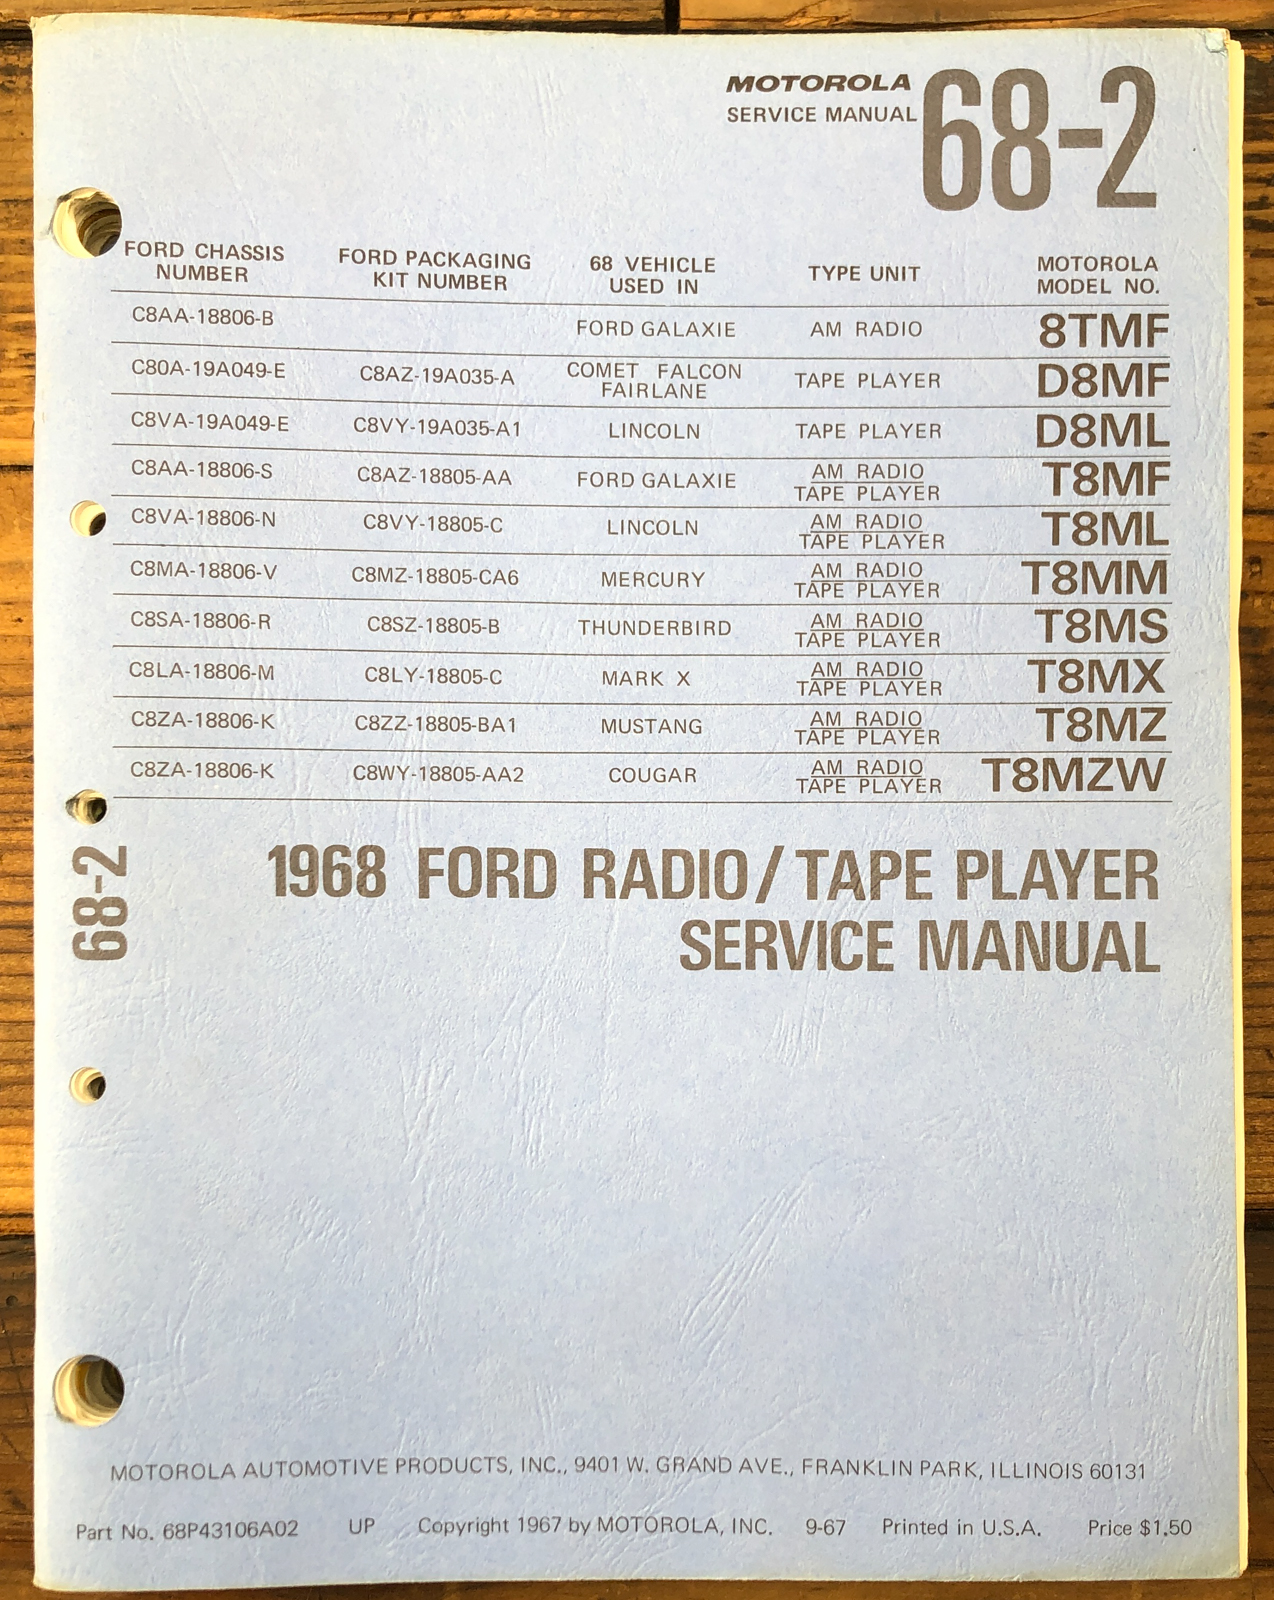 MOTOROLA
SERVICE MANUAL
68-2
FORD CHASSIS NUMBER FORD PACKAGING KIT NUMBER 68 VEHICLE USED IN TYPE UNIT MOTOROLA MODEL NO.
C8AA-18806-B FORD GALAXIE AM RADIO 8TMF
C80A-19A049-E C8AZ-19A035-A COMET FALCON FAIRLANE TAPE PLAYER D8MF
C8VA-19A049-E C8VY-19A035-A1 LINCOLN TAPE PLAYER D8ML
C8AA-18806-S C8AZ-18805-AA FORD GALAXIE AM RADIO TAPE PLAYER T8MF
C8VA-18806-N C8VY-18805-C LINCOLN AM RADIO TAPE PLAYER T8ML
C8MA-18806-V C8MZ-18805-CA6 MERCURY AM RADIO TAPE PLAYER T8MM
C8SA-18806-R C8SZ-18805-B THUNDERBIRD AM RADIO TAPE PLAYER T8MS
C8LA-18806-M C8LY-18805-C MARK X AM RADIO TAPE PLAYER T8MX
C8ZA-18806-K C8ZZ-18805-BA1 MUSTANG AM RADIO TAPE PLAYER T8MZ
C8ZA-18806-K C8WY-18805-AA2 COUGAR AM RADIO TAPE PLAYER T8MZW
68-2
1968 FORD RADIO/TAPE PLAYER
SERVICE MANUAL
MOTOROLA AUTOMOTIVE PRODUCTS, INC., 9401 W. GRAND AVE., FRANKLIN PARK, ILLINOIS 60131
Part No. 68P43106A02 UP Copyright 1967 by MOTOROLA, INC. 9-67 Printed in U.S.A. Price $1.50